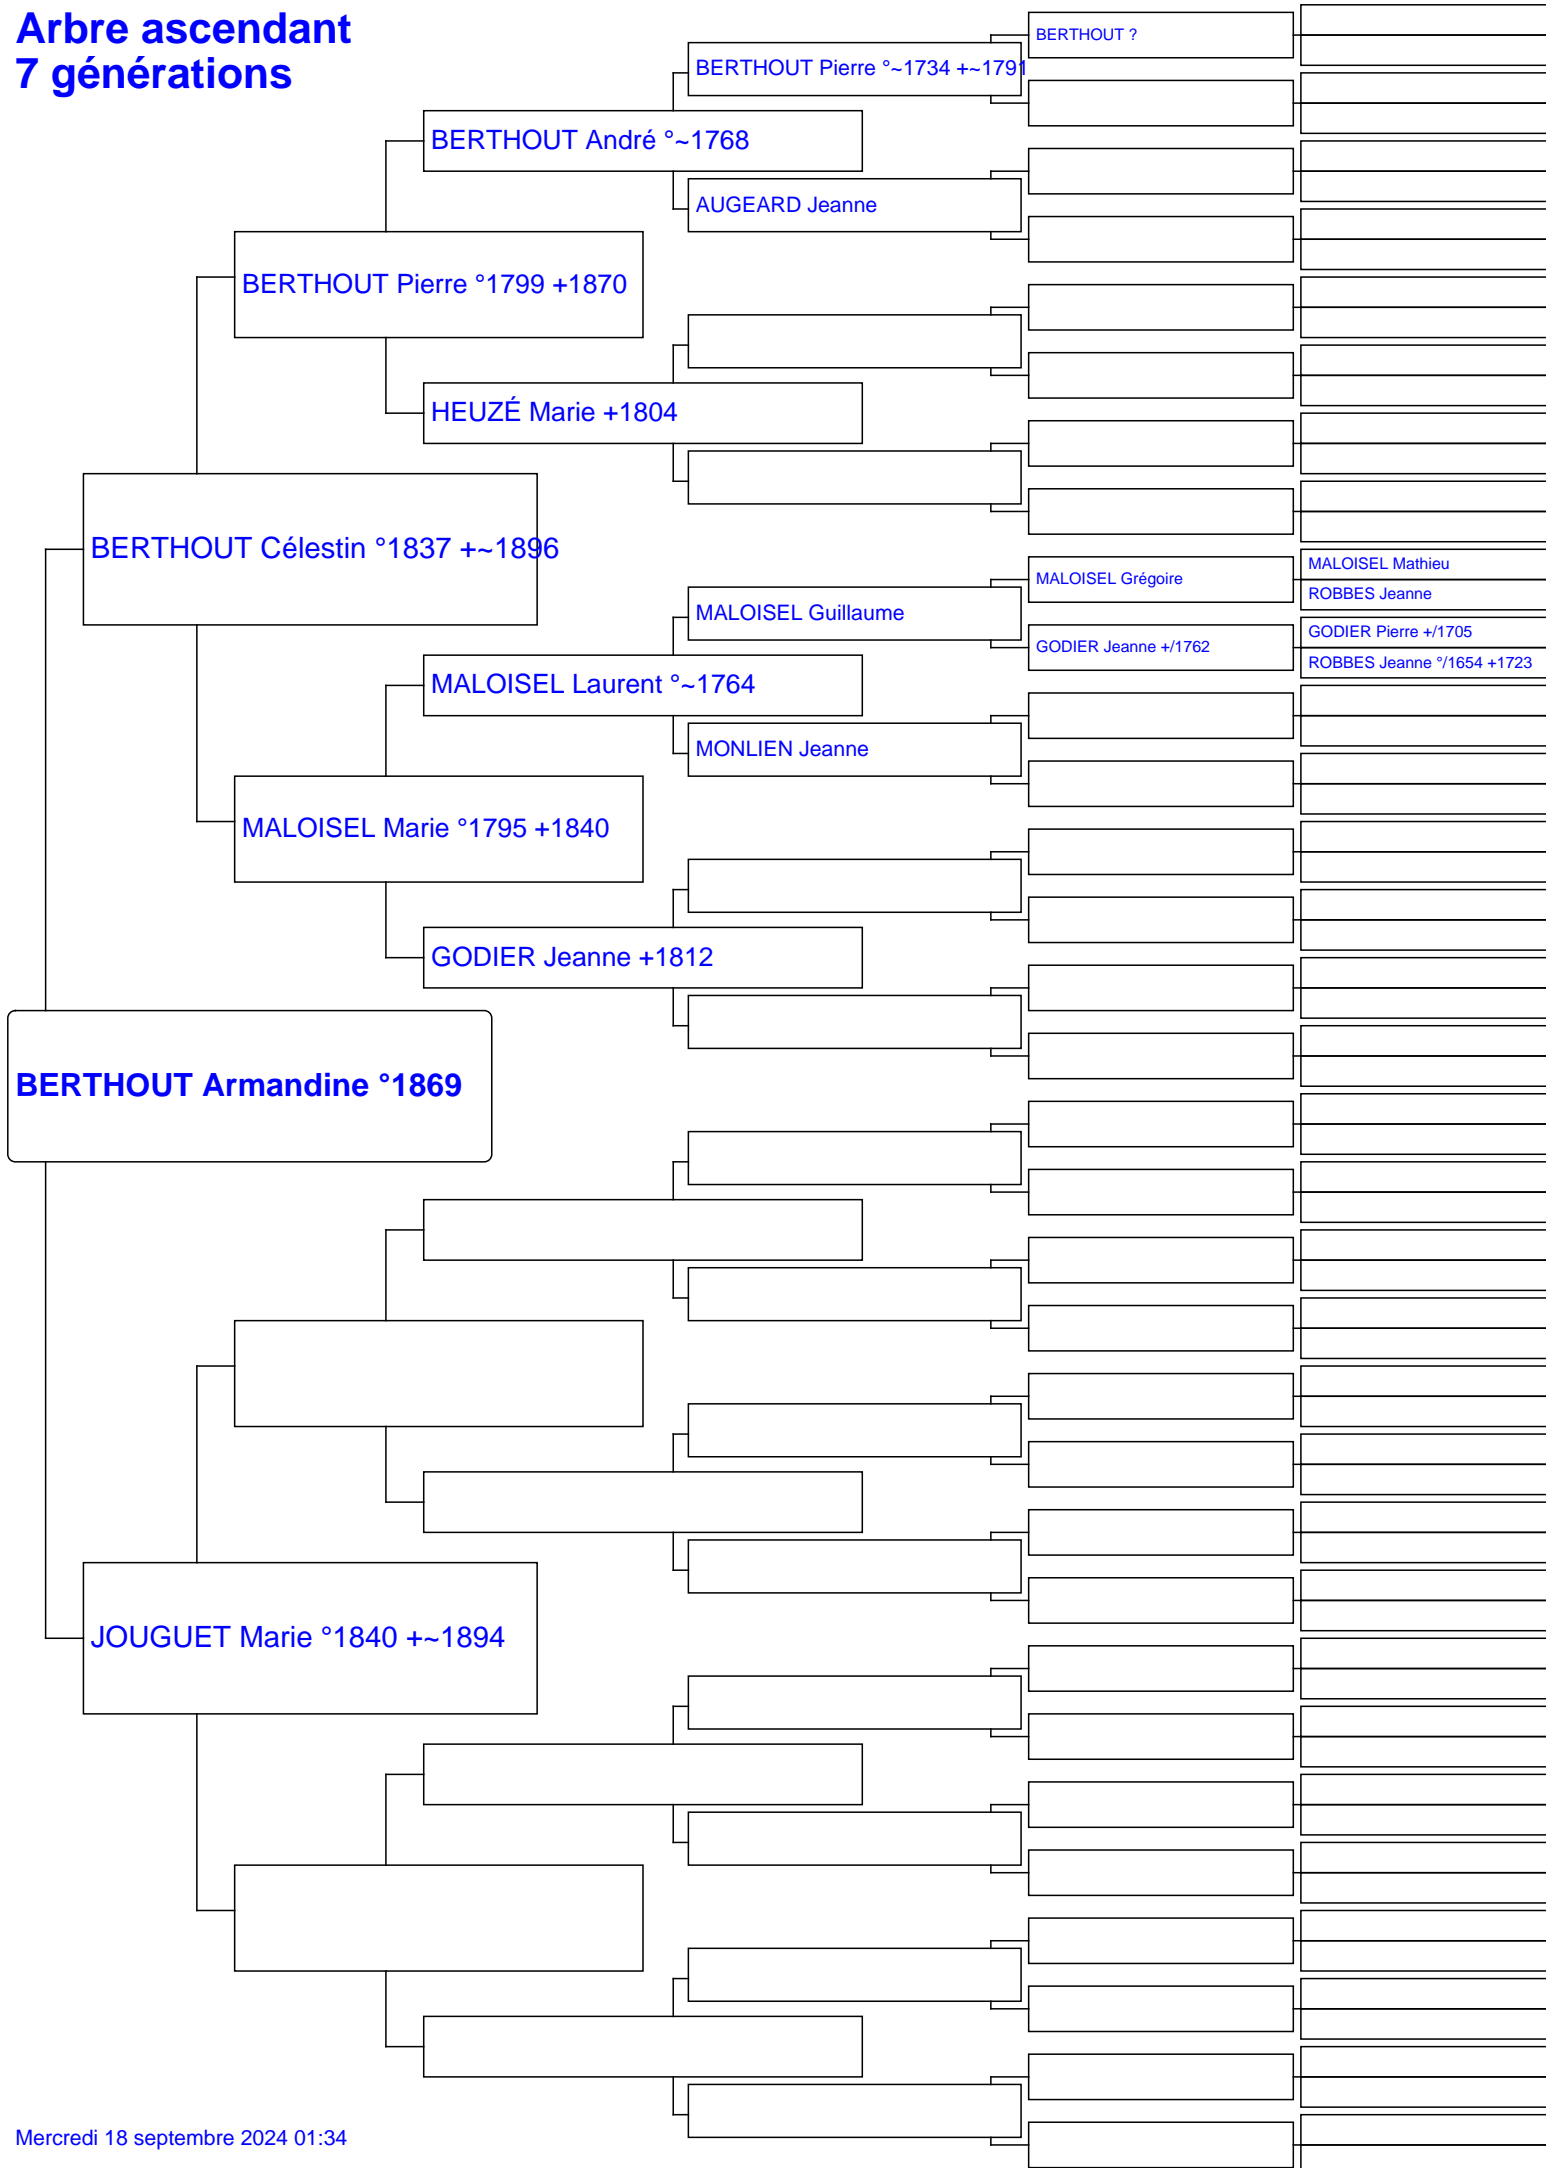 Arbre ascendant
7 générations
BERTHOUT ?
BERTHOUT Pierre °~1734 +~1791
BERTHOUT André °~1768
AUGEARD Jeanne
BERTHOUT Pierre °1799 +1870
HEUZÉ Marie +1804
BERTHOUT Célestin °1837 +~1896
MALOISEL Mathieu
MALOISEL Grégoire
ROBBES Jeanne
MALOISEL Guillaume
GODIER Pierre +/1705
GODIER Jeanne +/1762
ROBBES Jeanne °/1654 +1723
MALOISEL Laurent °~1764
MONLIEN Jeanne
MALOISEL Marie °1795 +1840
GODIER Jeanne +1812
BERTHOUT Armandine °1869
JOUGUET Marie °1840 +~1894
Mercredi 18 septembre 2024 01:34